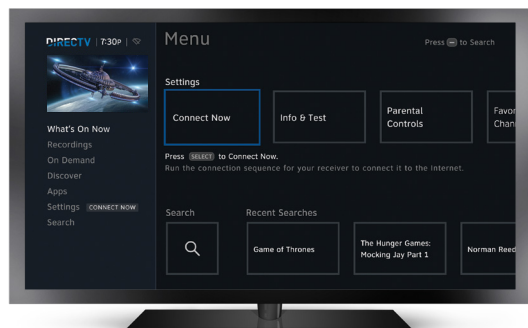 DIRECTV | 7:30P |
Menu
Press to Search
Settings
Connect Now
Info & Test
Parental
Controls
Favor
Chan
Press SELECT to Connect Now.
Run the connection sequence for your receiver to connect it to the Internet.
What's On Now
Recordings
On Demand
Discover
Apps
Settings CONNECT NOW
Search
Search
Recent Searches
Game of Thrones
The Hunger Games:
Mocking Jay Part 1
Norman Reed